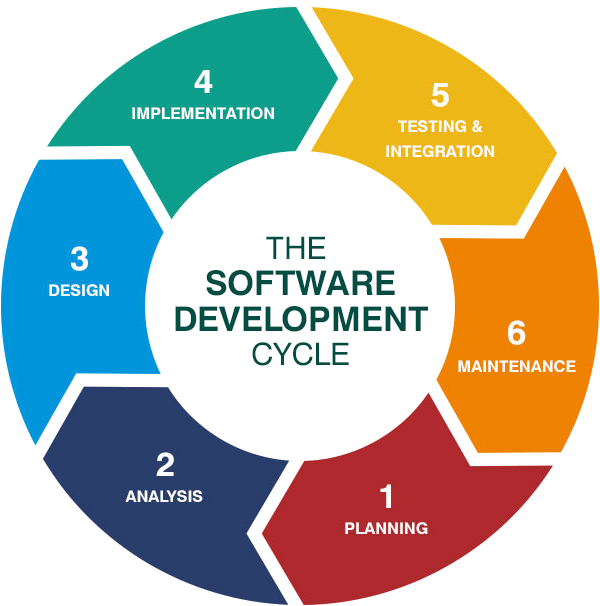 THE
SOFTWARE
DEVELOPMENT
CYCLE
1
PLANNING
2
ANALYSIS
3
DESIGN
4
IMPLEMENTATION
5
TESTING &
INTEGRATION
6
MAINTENANCE